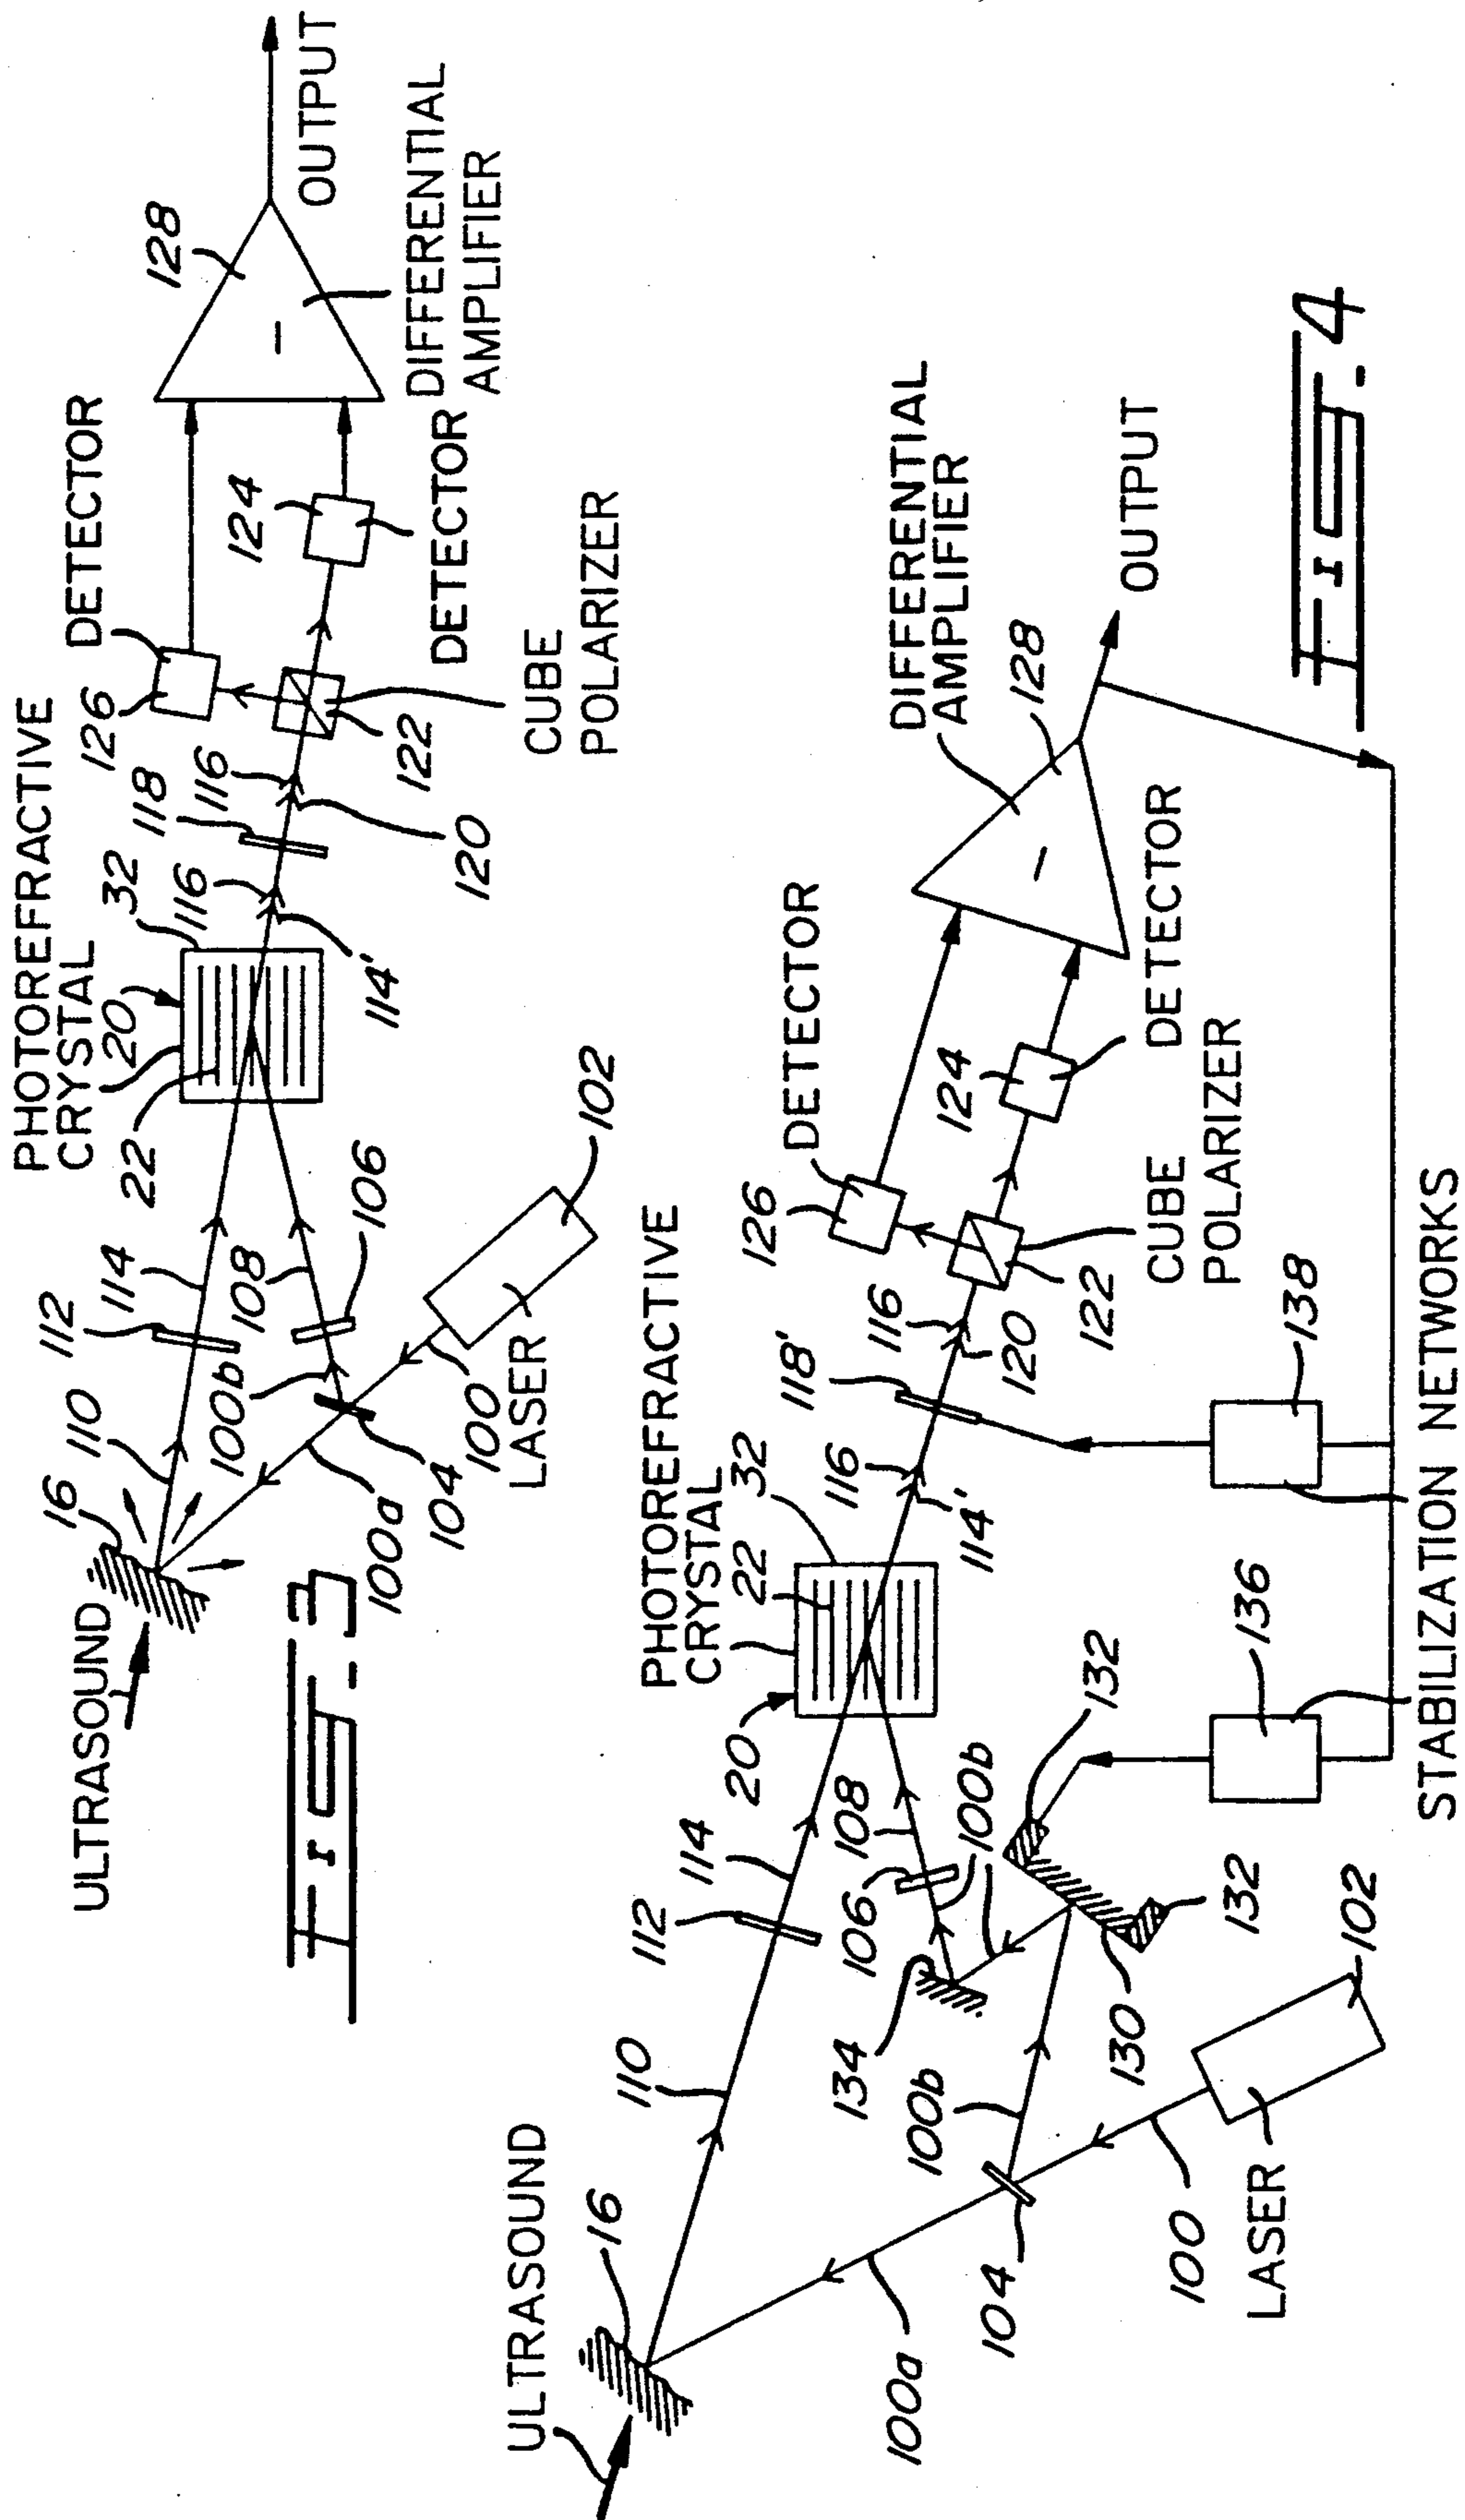 ULTRASOUND
16
110
112
114
100b
108
100a
104
100
LASER
106
102
PHOTOREFRACTIVE
CRYSTAL
22
20
32
116
118
116
114'
120
126
DETECTOR
122
CUBE
POLARIZER
124
DETECTOR
128
DIFFERENTIAL
AMPLIFIER
OUTPUT
FIG. 3
ULTRASOUND
16
110
112
114
100a
104
100b
134
106
108
100b
100
LASER
102
130
132
132
136
138
STABILIZATION NETWORKS
20
PHOTOREFRACTIVE
CRYSTAL
22
32
116
114'
118'
116
120
122
126
DETECTOR
124
DETECTOR
CUBE
POLARIZER
DIFFERENTIAL
AMPLIFIER
128
OUTPUT
FIG. 4